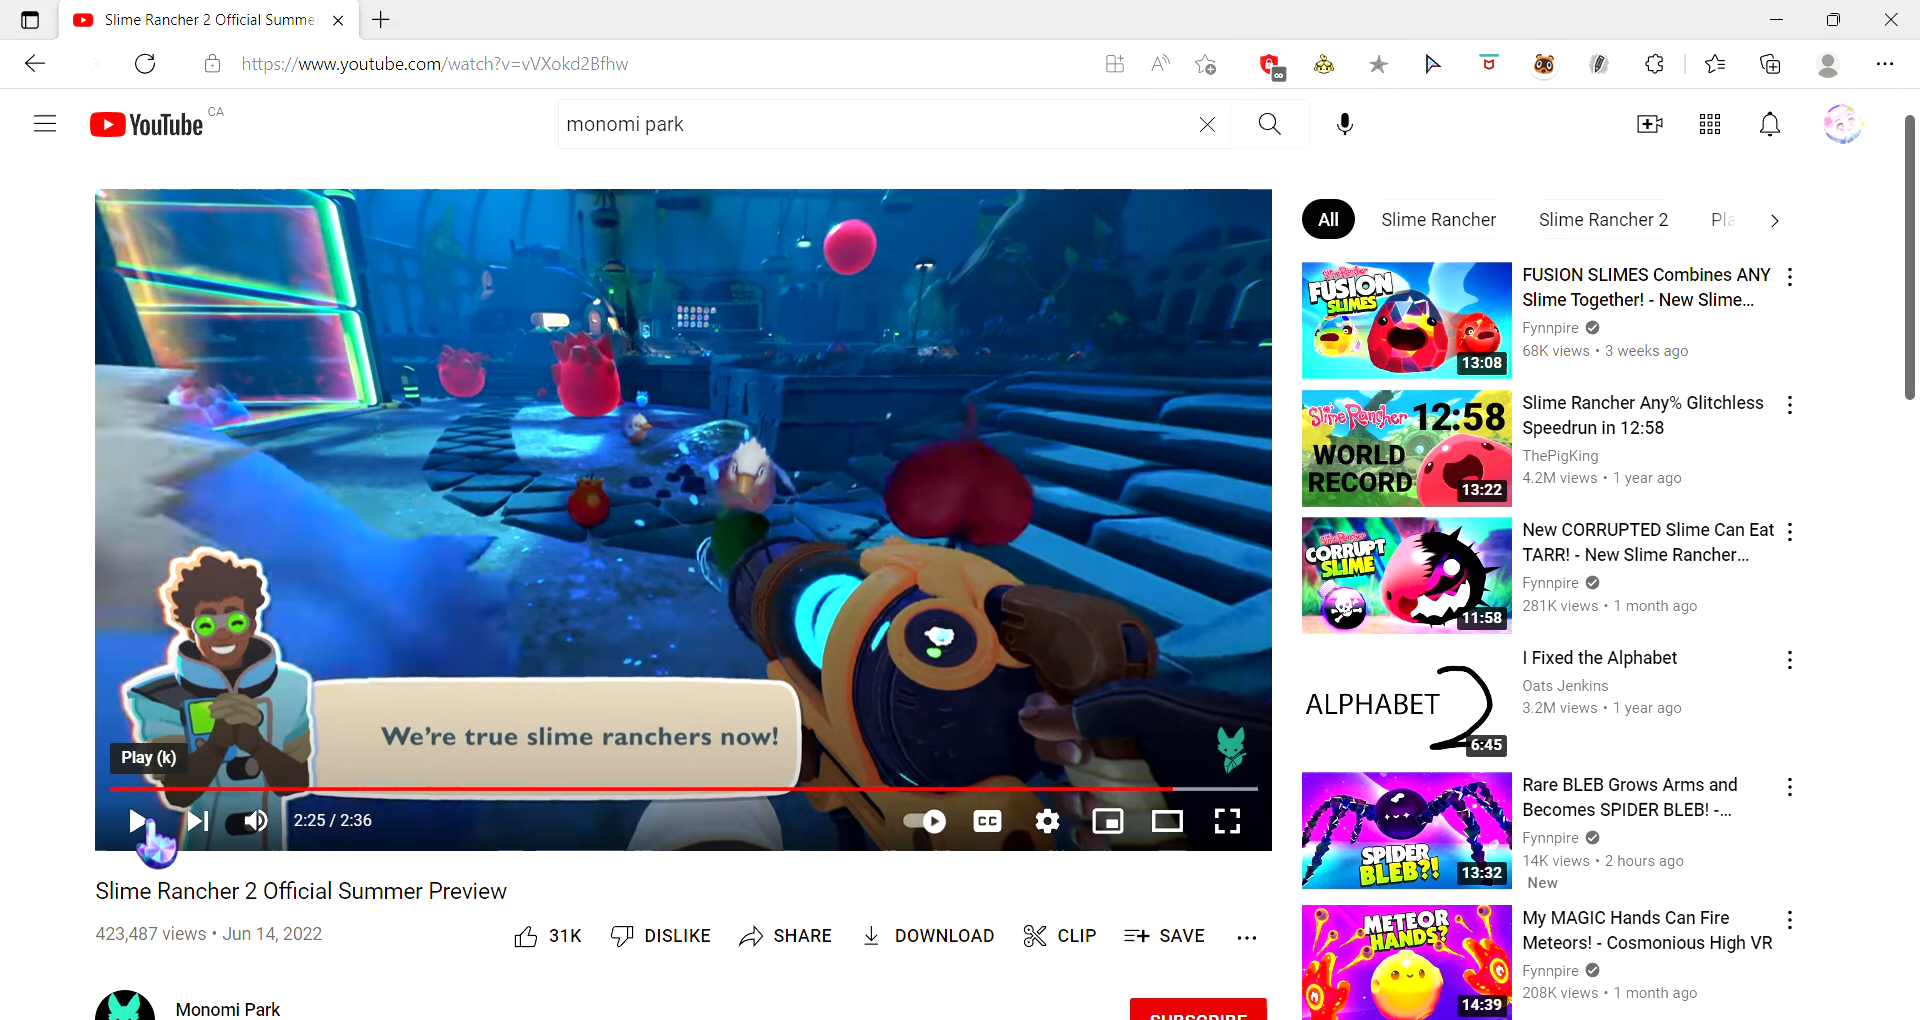 Slime Rancher 2 Official Summe
https://www.youtube.com/watch?v=vVXokd2Bfhw
YouTube CA
monomi park
All
Slime Rancher
Slime Rancher 2
Pla
We're true slime ranchers now!
Play (k)
2:25 / 2:36
CC
Slime Rancher 2 Official Summer Preview
423,487 views • Jun 14, 2022
31K
DISLIKE
SHARE
DOWNLOAD
CLIP
SAVE
Monomi Park
SUBSCRIBE
Slime Rancher
FUSION
SLIMES
13:08
FUSION SLIMES Combines ANY
Slime Together! - New Slime...
Fynnpire
68K views • 3 weeks ago
Slime Rancher 12:58
WORLD
RECORD
13:22
Slime Rancher Any% Glitchless
Speedrun in 12:58
ThePigKing
4.2M views • 1 year ago
Slime Rancher
CORRUPT
SLIME
11:58
New CORRUPTED Slime Can Eat
TARR! - New Slime Rancher...
Fynnpire
281K views • 1 month ago
ALPHABET 2
6:45
I Fixed the Alphabet
Oats Jenkins
3.2M views • 1 year ago
SPIDER
BLEB?!
13:32
Rare BLEB Grows Arms and
Becomes SPIDER BLEB! -...
Fynnpire
14K views • 2 hours ago
New
METEOR
HANDS?
14:39
My MAGIC Hands Can Fire
Meteors! - Cosmonious High VR
Fynnpire
208K views • 1 month ago